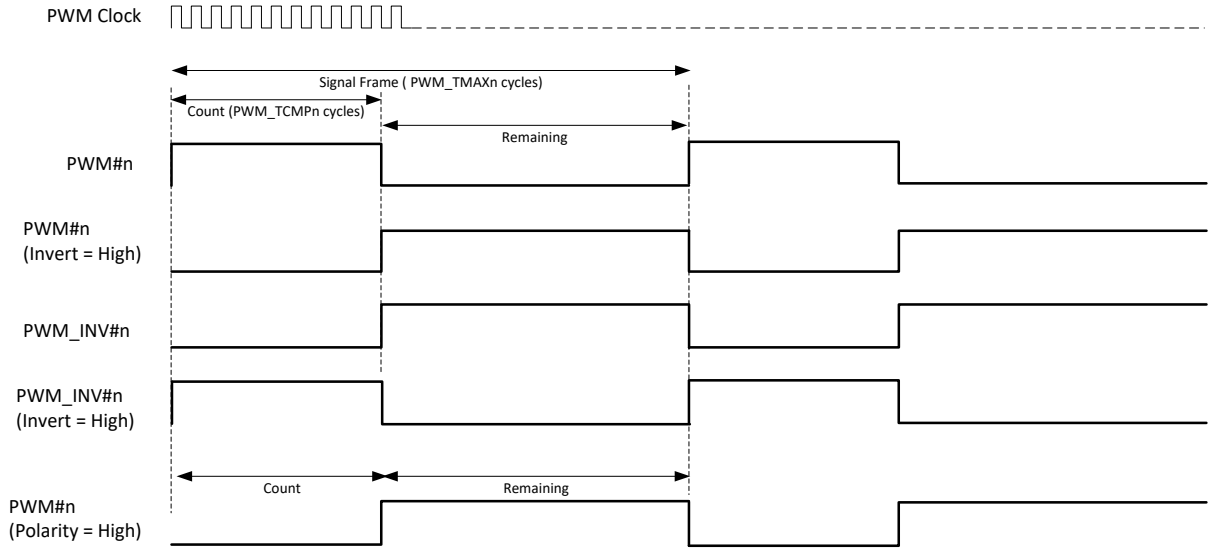 PWM Clock
Signal Frame ( PWM_TMAXn cycles)
Count (PWM_TCMPn cycles)
Remaining
PWM#n
PWM#n
(Invert = High)
PWM_INV#n
PWM_INV#n
(Invert = High)
Count
Remaining
PWM#n
(Polarity = High)